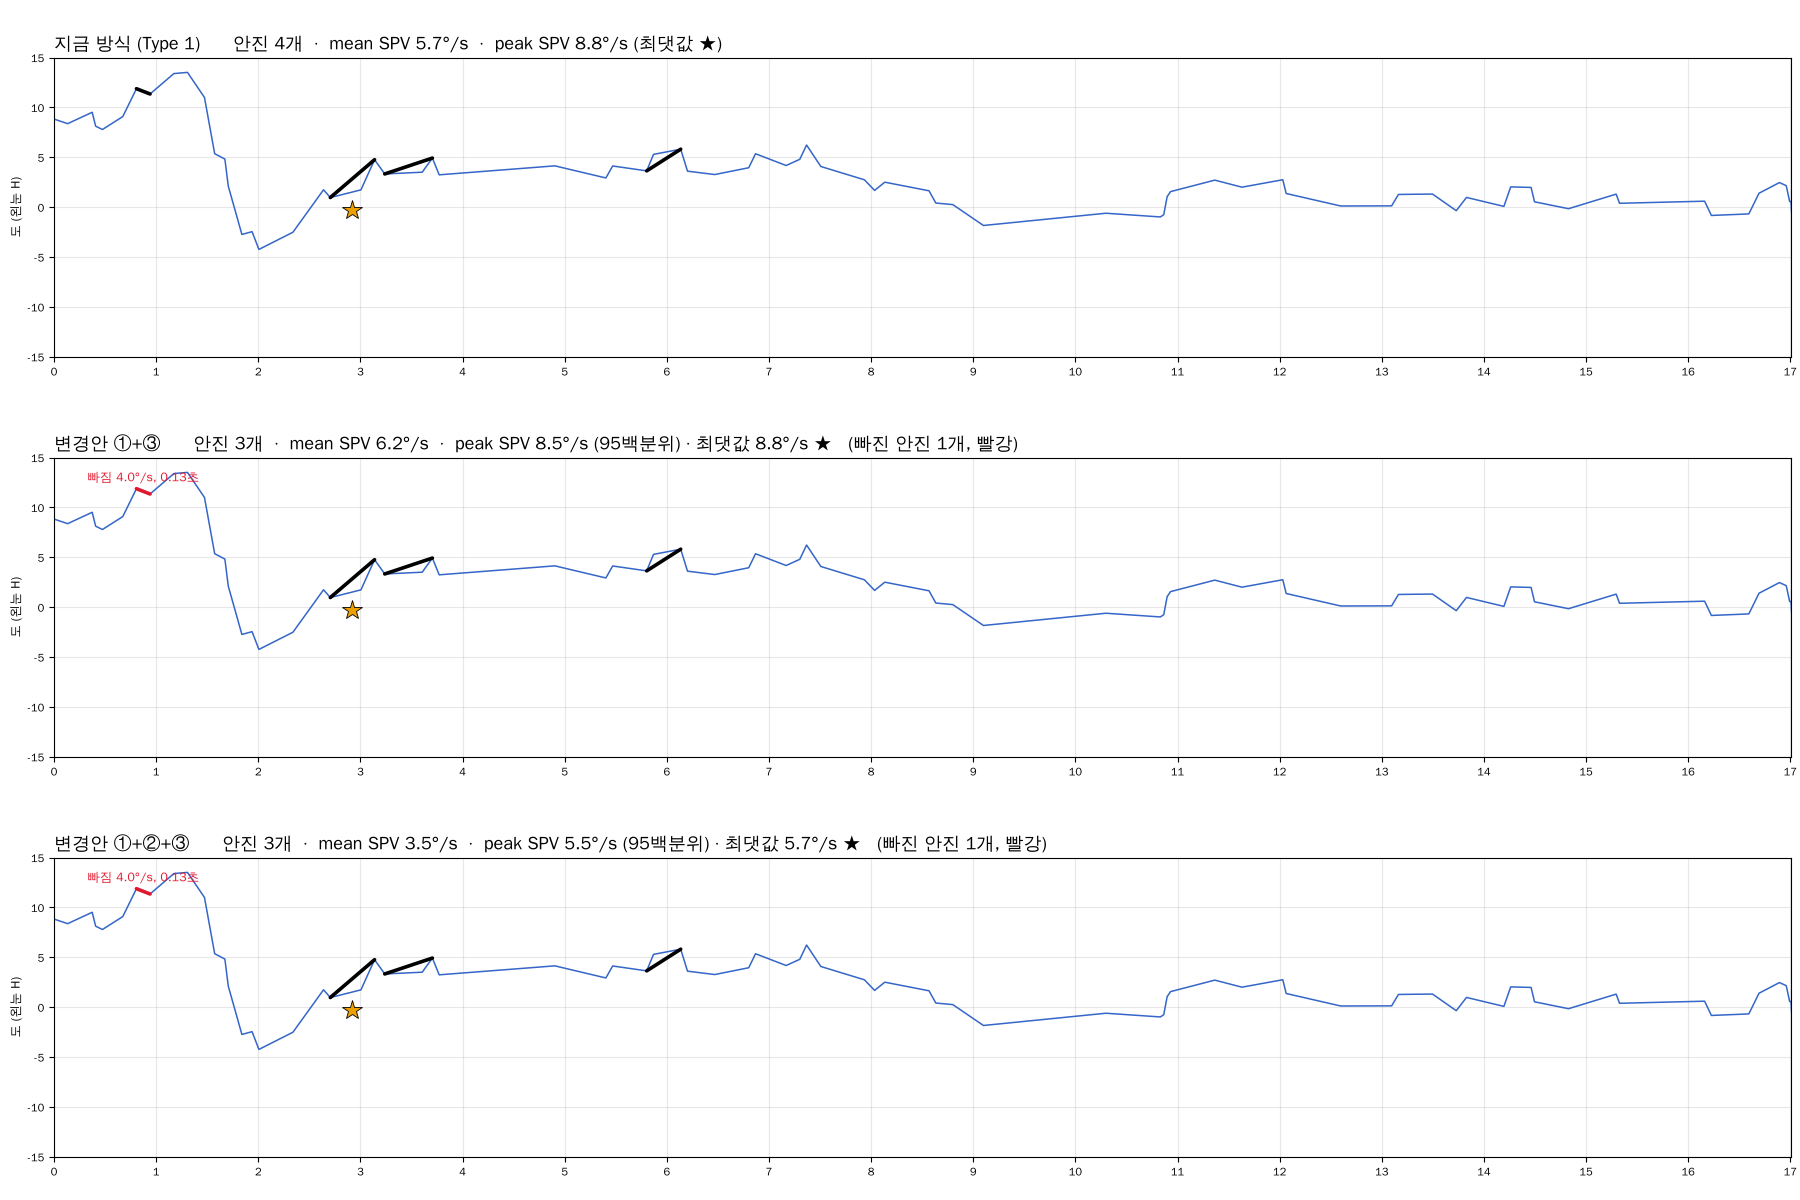 지금 방식 (Type 1) 안진 4개 · mean SPV 5.7°/s · peak SPV 8.8°/s (최댓값 ★)
15
10
5
0
-5
-10
-15
도 (왼눈 H)
0 1 2 3 4 5 6 7 8 9 10 11 12 13 14 15 16 17
변경안 ①+③ 안진 3개 · mean SPV 6.2°/s · peak SPV 8.5°/s (95백분위) · 최댓값 8.8°/s ★ (빠진 안진 1개, 빨강)
빠짐 4.0°/s, 0.13초
15
10
5
0
-5
-10
-15
도 (왼눈 H)
0 1 2 3 4 5 6 7 8 9 10 11 12 13 14 15 16 17
변경안 ①+②+③ 안진 3개 · mean SPV 3.5°/s · peak SPV 5.5°/s (95백분위) · 최댓값 5.7°/s ★ (빠진 안진 1개, 빨강)
빠짐 4.0°/s, 0.13초
15
10
5
0
-5
-10
-15
도 (왼눈 H)
0 1 2 3 4 5 6 7 8 9 10 11 12 13 14 15 16 17